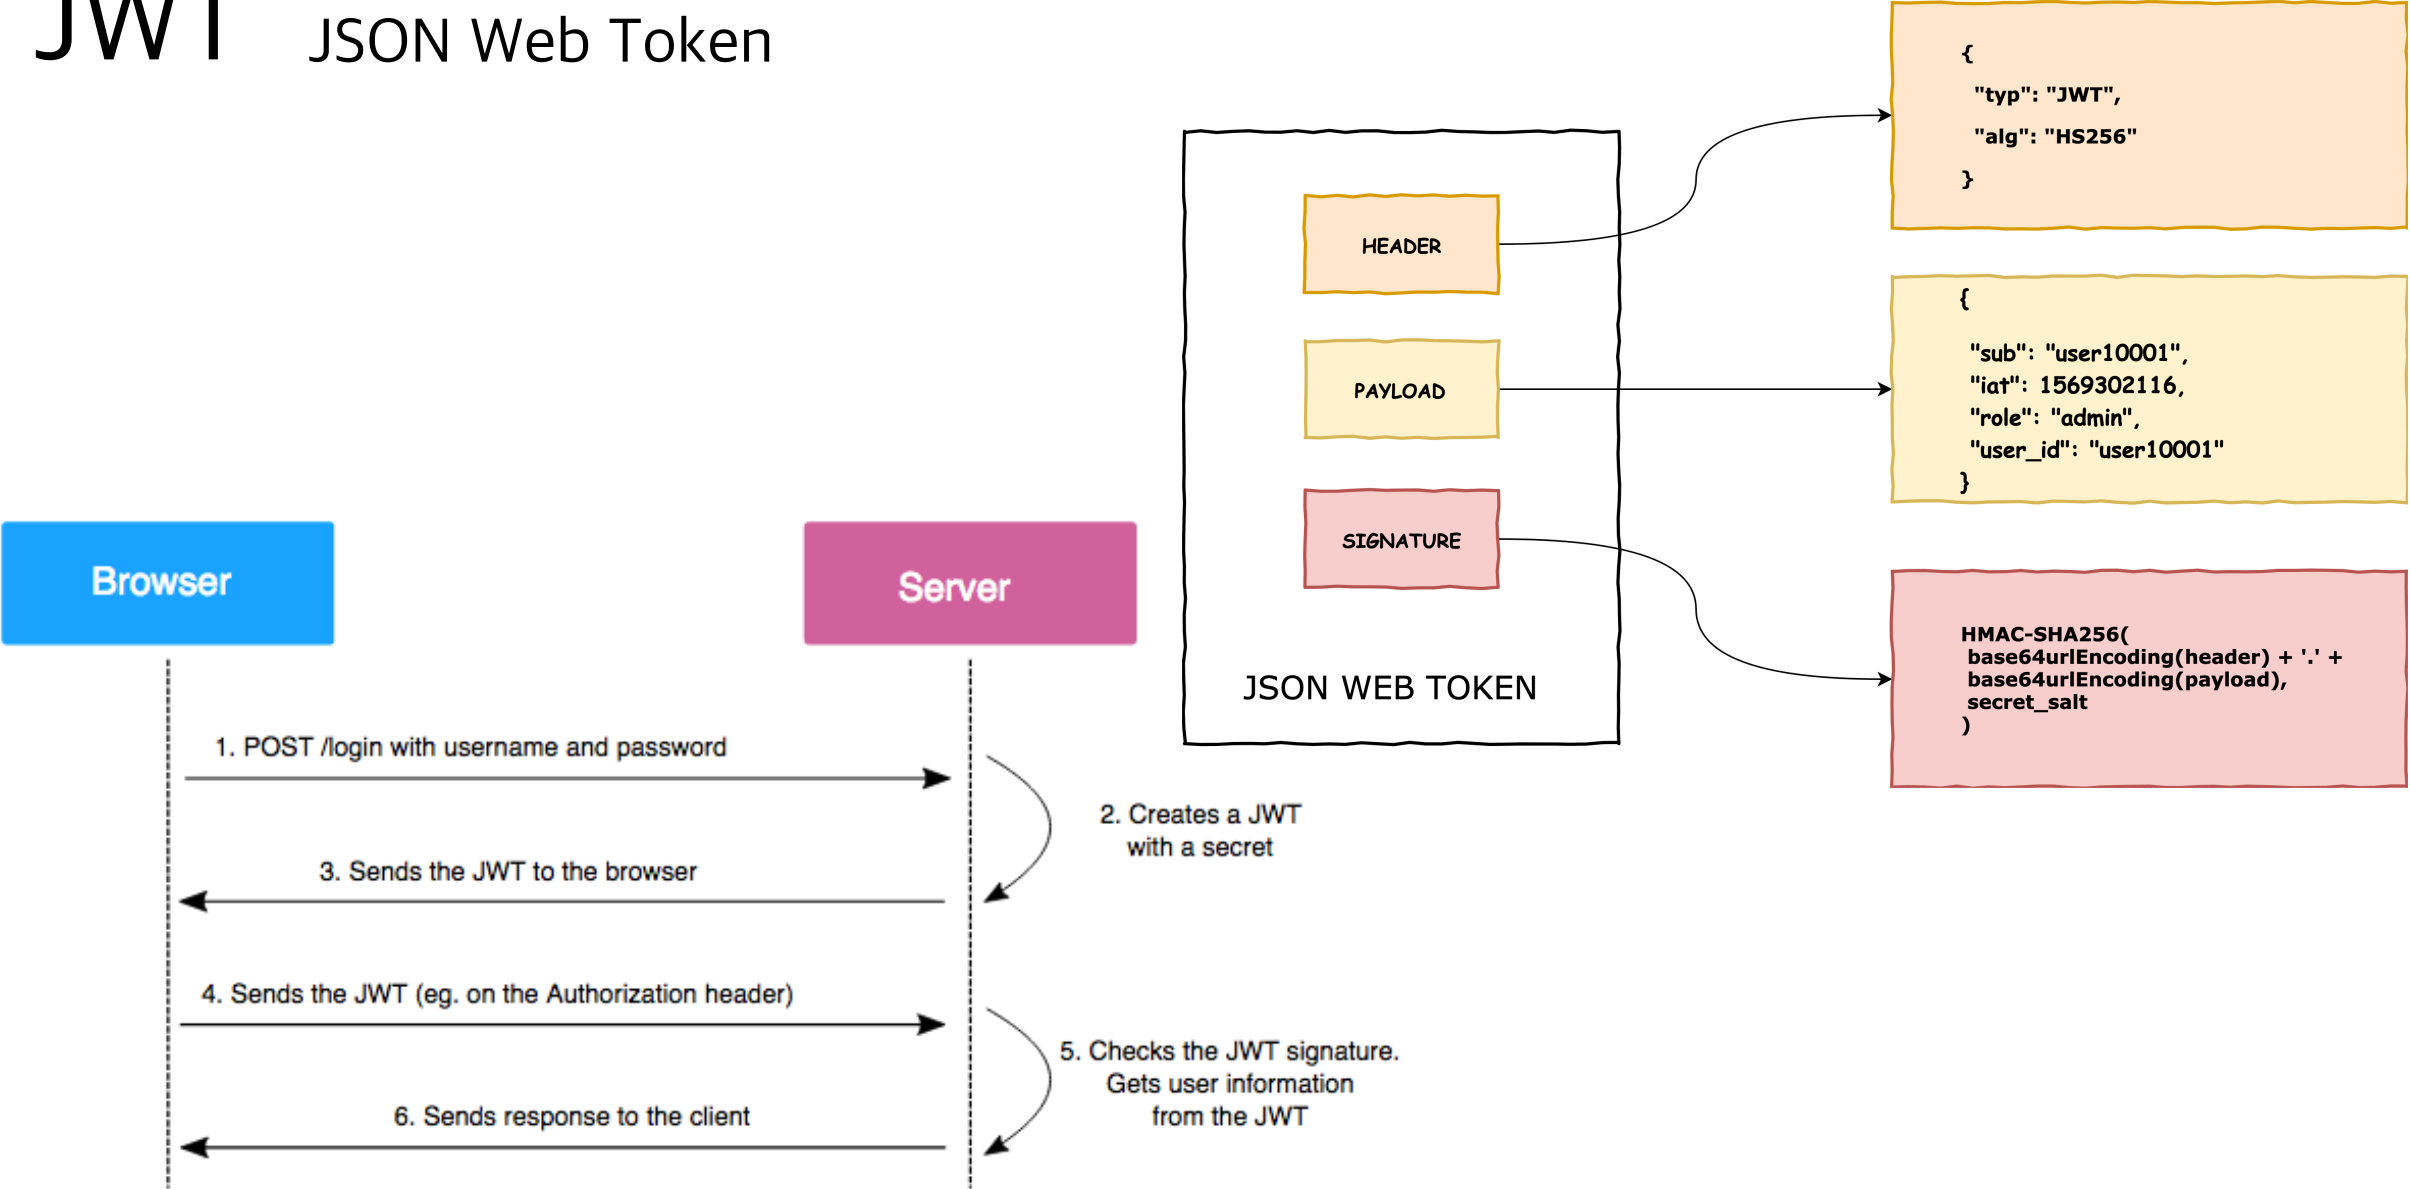 JWT JSON Web Token
{
"typ": "JWT",
"alg": "HS256"
}
HEADER
{
"sub": "user10001",
"iat": 1569302116,
"role": "admin",
"user_id": "user10001"
}
PAYLOAD
SIGNATURE
HMAC-SHA256(
base64urlEncoding(header) + '.' +
base64urlEncoding(payload),
secret_salt
)
JSON WEB TOKEN
Browser
Server
1. POST /login with username and password
2. Creates a JWT
with a secret
3. Sends the JWT to the browser
4. Sends the JWT (eg. on the Authorization header)
5. Checks the JWT signature.
Gets user information
from the JWT
6. Sends response to the client